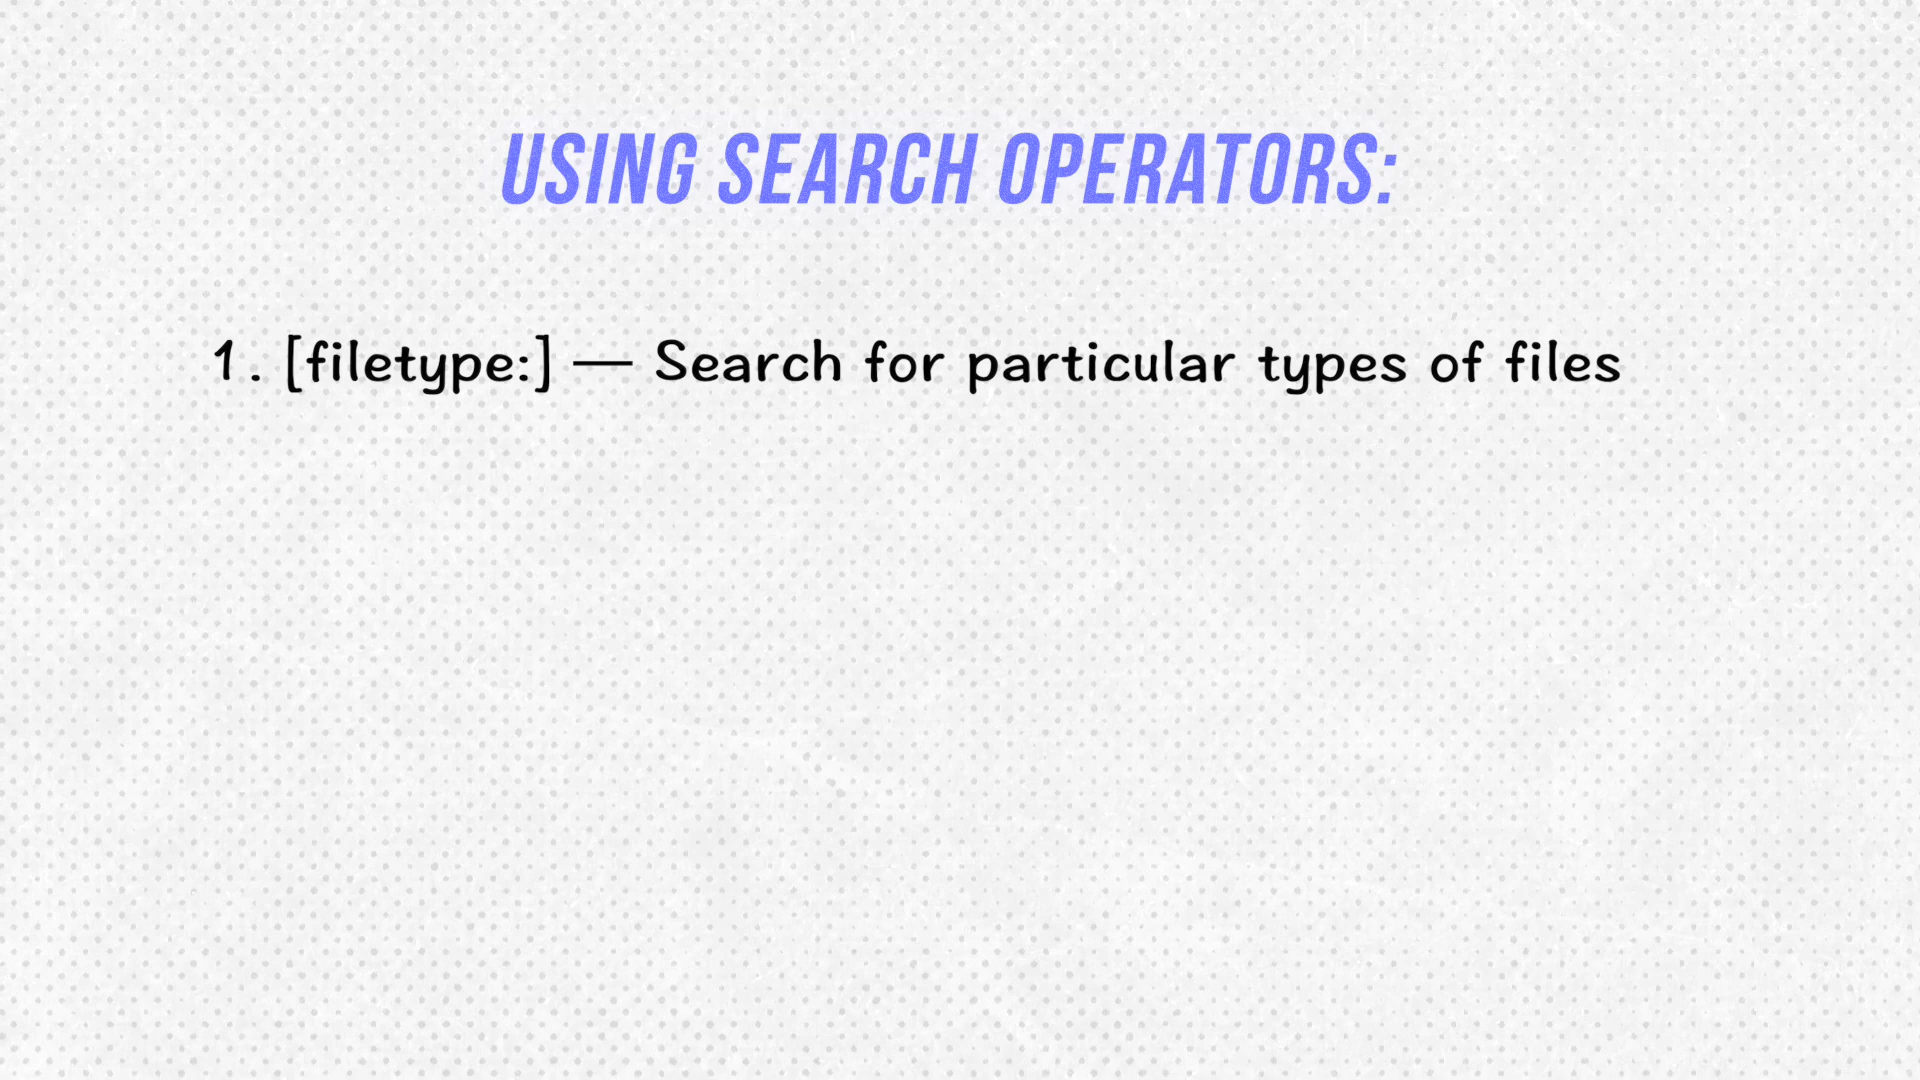 USING SEARCH OPERATORS:
1. [filetype:] — Search for particular types of files